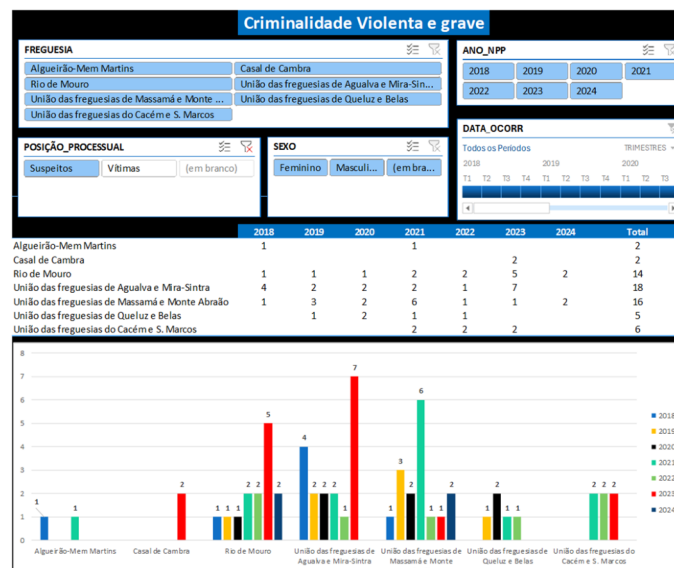 Criminalidade Violenta e grave
FREGUESIA
Algueirão-Mem Martins Casal de Cambra
Rio de Mouro União das freguesias de Agualva e Mira-Sin...
União das freguesias de Massamá e Monte ... União das freguesias de Queluz e Belas
União das freguesias do Cacém e S. Marcos
ANO_NPP
2018 2019 2020 2021
2022 2023 2024
POSIÇÃO_PROCESSUAL
Suspeitos Vítimas (em branco)
SEXO
Feminino Masculi... (em bra...
DATA_OCORR
Todos os Períodos TRIMESTRES
2018 2019 2020
T1 T2 T3 T4 T1 T2 T3 T4 T1 T2 T3
2018 2019 2020 2021 2022 2023 2024 Total
Algueirão-Mem Martins 1 1 2
Casal de Cambra 2 2
Rio de Mouro 1 1 1 2 2 5 2 14
União das freguesias de Agualva e Mira-Sintra 4 2 2 2 1 7 18
União das freguesias de Massamá e Monte Abraão 1 3 2 6 1 1 2 16
União das freguesias de Queluz e Belas 1 2 1 1 5
União das freguesias do Cacém e S. Marcos 2 2 2 6
8
7
6
5
4
3
2
1
0
1 1
2
1 1 1 2 2 5 2
4 2 2 2 1 7
1 3 2 6 1 1 2
1 2 1 1
2 2 2
Algueirão-Mem Martins
Casal de Cambra
Rio de Mouro
União das freguesias de
Agualva e Mira-Sintra
União das freguesias de
Massamá e Monte
União das freguesias de
Queluz e Belas
União das freguesias do
Cacém e S. Marcos
2018
2019
2020
2021
2022
2023
2024